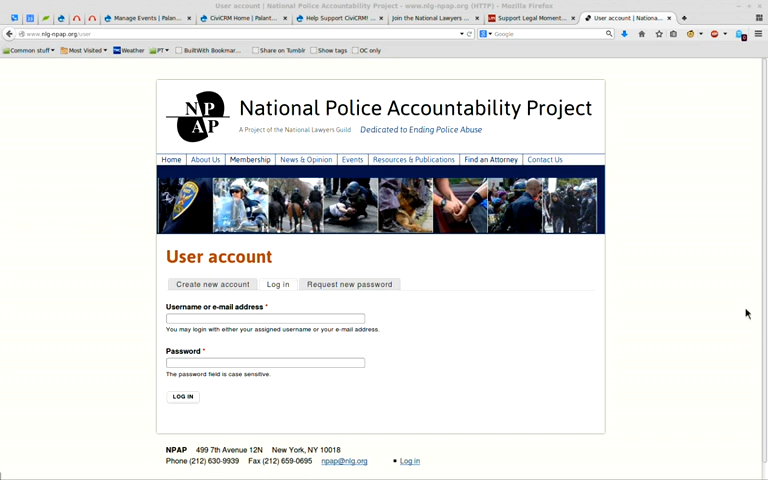 User account | National Police Accountability Project - www.nlg-npap.org (HTTP) - Mozilla Firefox
Manage Events | Palan...
CiviCRM Home | Palant...
Help Support CiviCRM! ...
Join the National Lawyers ...
Support Legal Moment...
User account | Nationa...
www.nlg-npap.org/user
Google
Common stuff
Most Visited
Weather
PT
BuiltWith Bookmar...
Share on Tumblr
Show tags
OC only
NP
AP
National Police Accountability Project
A Project of the National Lawyers Guild Dedicated to Ending Police Abuse
Home About Us Membership News & Opinion Events Resources & Publications Find an Attorney Contact Us
User account
Create new account Log in Request new password
Username or e-mail address *
You may login with either your assigned username or your e-mail address.
Password *
The password field is case sensitive.
LOG IN
NPAP 499 7th Avenue 12N New York, NY 10018
Phone (212) 630-9939 Fax (212) 659-0695 npap@nlg.org Log in